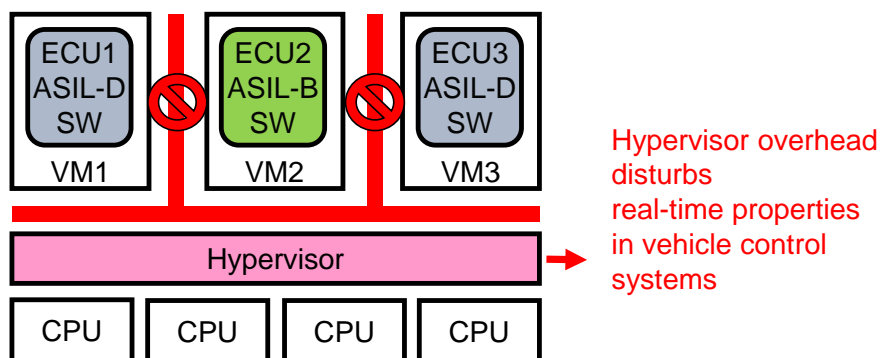 ECU1
ASIL-D
SW
VM1
ECU2
ASIL-B
SW
VM2
ECU3
ASIL-D
SW
VM3
Hypervisor overhead
disturbs
real-time properties
in vehicle control
systems
Hypervisor
CPU
CPU
CPU
CPU